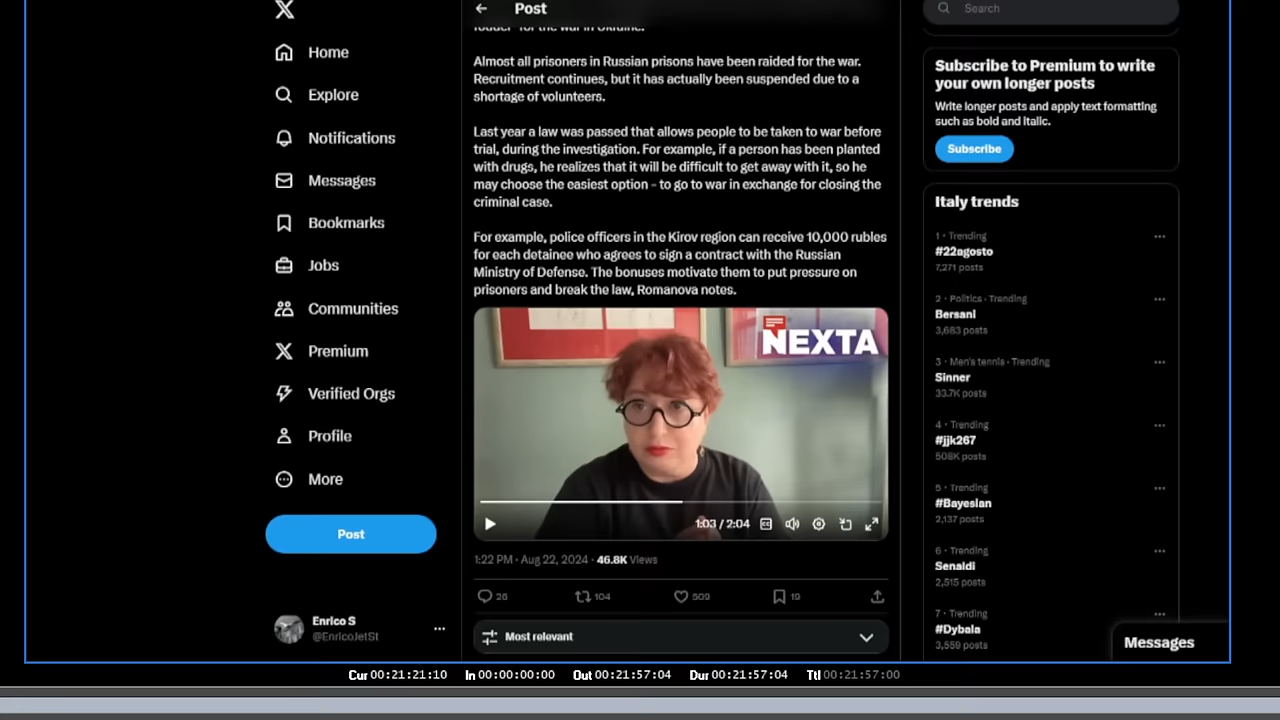 Home
Explore
Notifications
Messages
Bookmarks
Jobs
Communities
Premium
Verified Orgs
Profile
More
Post
Enrico S
@EnricoJetSt
Post
fodder" for the war in Ukraine.
Almost all prisoners in Russian prisons have been raided for the war.
Recruitment continues, but it has actually been suspended due to a
shortage of volunteers.
Last year a law was passed that allows people to be taken to war before
trial, during the investigation. For example, if a person has been planted
with drugs, he realizes that it will be difficult to get away with it, so he
may choose the easiest option - to go to war in exchange for closing the
criminal case.
For example, police officers in the Kirov region can receive 10,000 rubles
for each detainee who agrees to sign a contract with the Russian
Ministry of Defense. The bonuses motivate them to put pressure on
prisoners and break the law, Romanova notes.
NEXTA
1:03 / 2:04
1:22 PM · Aug 22, 2024 · 46.8K Views
26 104 509 19
Most relevant
Search
Subscribe to Premium to write
your own longer posts
Write longer posts and apply text formatting
such as bold and italic.
Subscribe
Italy trends
1 · Trending
#22agosto
7,271 posts
2 · Politics · Trending
Bersani
3,683 posts
3 · Men's tennis · Trending
Sinner
33.7K posts
4 · Trending
#jjk267
508K posts
5 · Trending
#Bayesian
2,137 posts
6 · Trending
Senaldi
2,515 posts
7 · Trending
#Dybala
3,559 posts
Messages
Cur 00:21:21:10 In 00:00:00:00 Out 00:21:57:04 Dur 00:21:57:04 Ttl 00:21:57:00